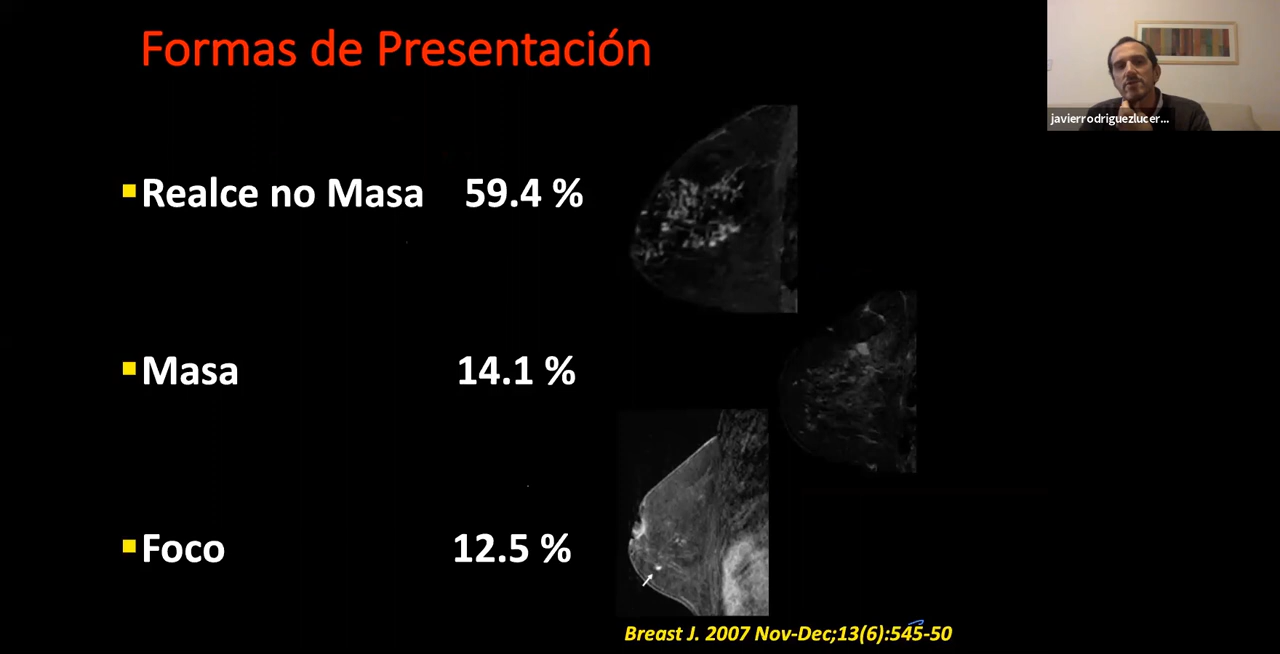 Formas de Presentación
javierrodriguezlucer...
Realce no Masa 59.4 %
Masa 14.1 %
Foco 12.5 %
Breast J. 2007 Nov-Dec;13(6):545-50